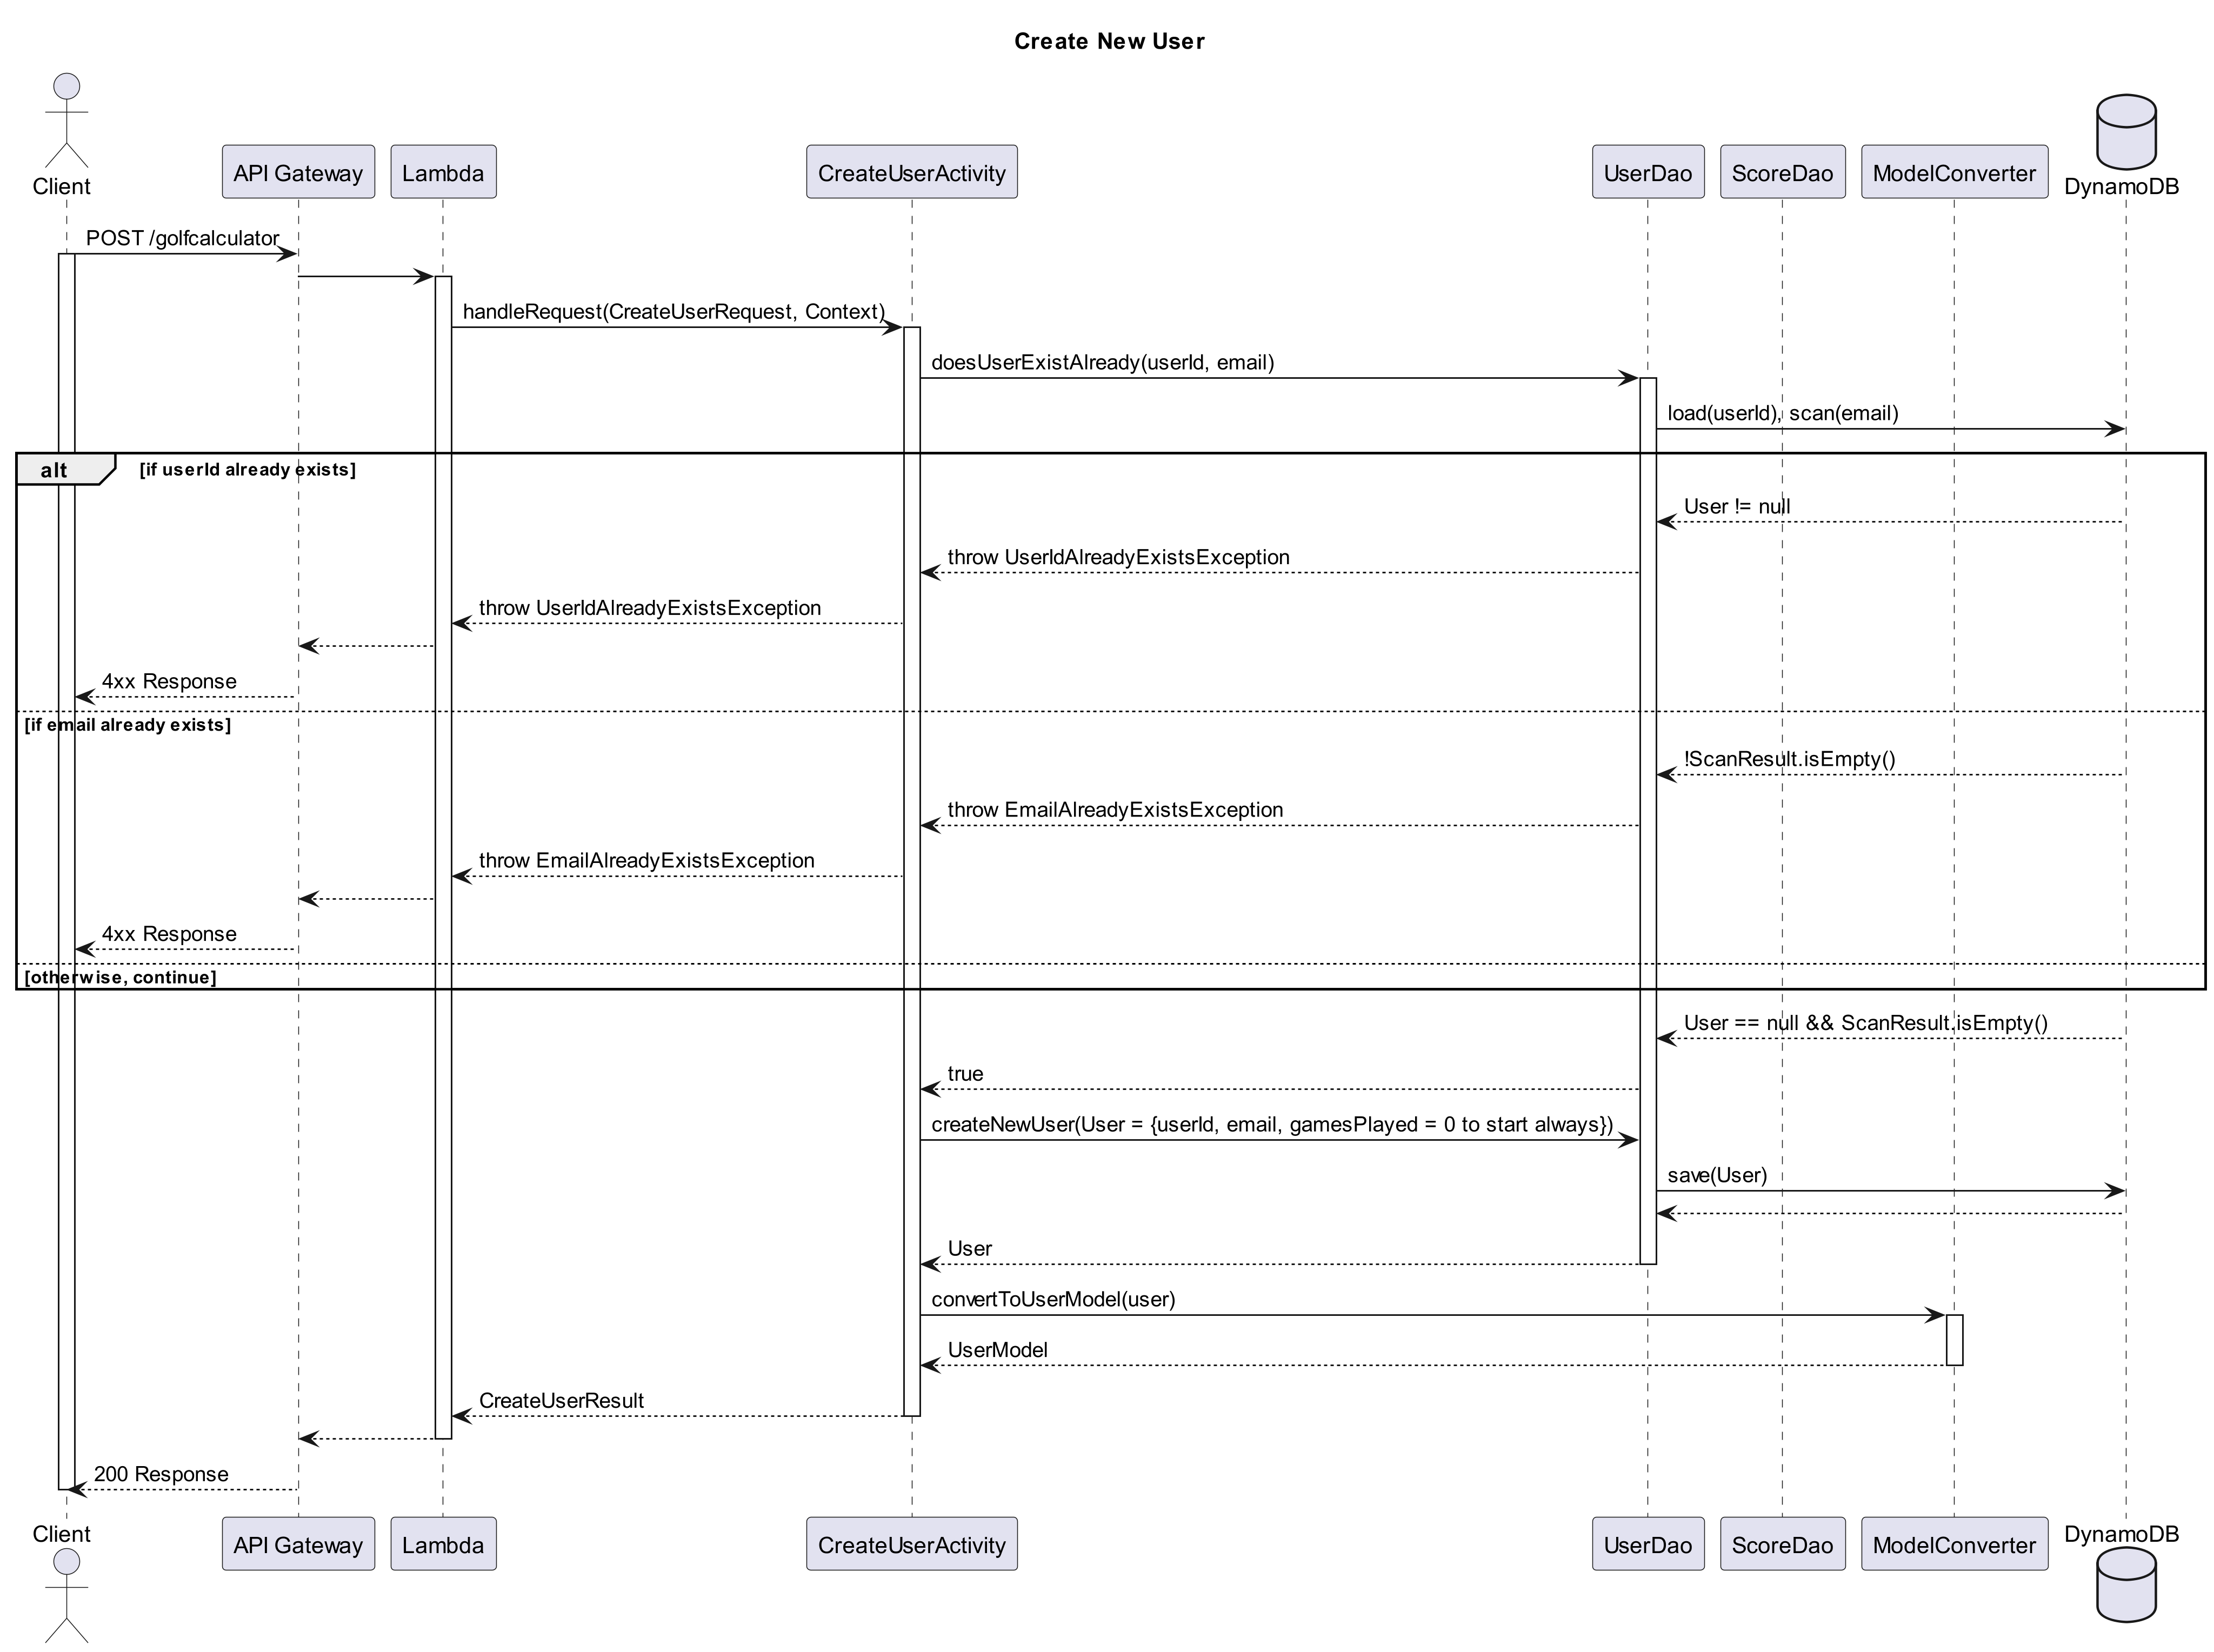 Create New User
Client
API Gateway
Lambda
CreateUserActivity
UserDao
ScoreDao
ModelConverter
DynamoDB
POST /golfcalculator
handleRequest(CreateUserRequest, Context)
doesUserExistAlready(userId, email)
load(userId), scan(email)
alt
[if userId already exists]
User != null
throw UserIdAlreadyExistsException
throw UserIdAlreadyExistsException
4xx Response
[if email already exists]
!ScanResult.isEmpty()
throw EmailAlreadyExistsException
throw EmailAlreadyExistsException
4xx Response
[otherwise, continue]
User == null && ScanResult.isEmpty()
true
createNewUser(User = {userId, email, gamesPlayed = 0 to start always})
save(User)
User
convertToUserModel(user)
UserModel
CreateUserResult
200 Response
Client
API Gateway
Lambda
CreateUserActivity
UserDao
ScoreDao
ModelConverter
DynamoDB